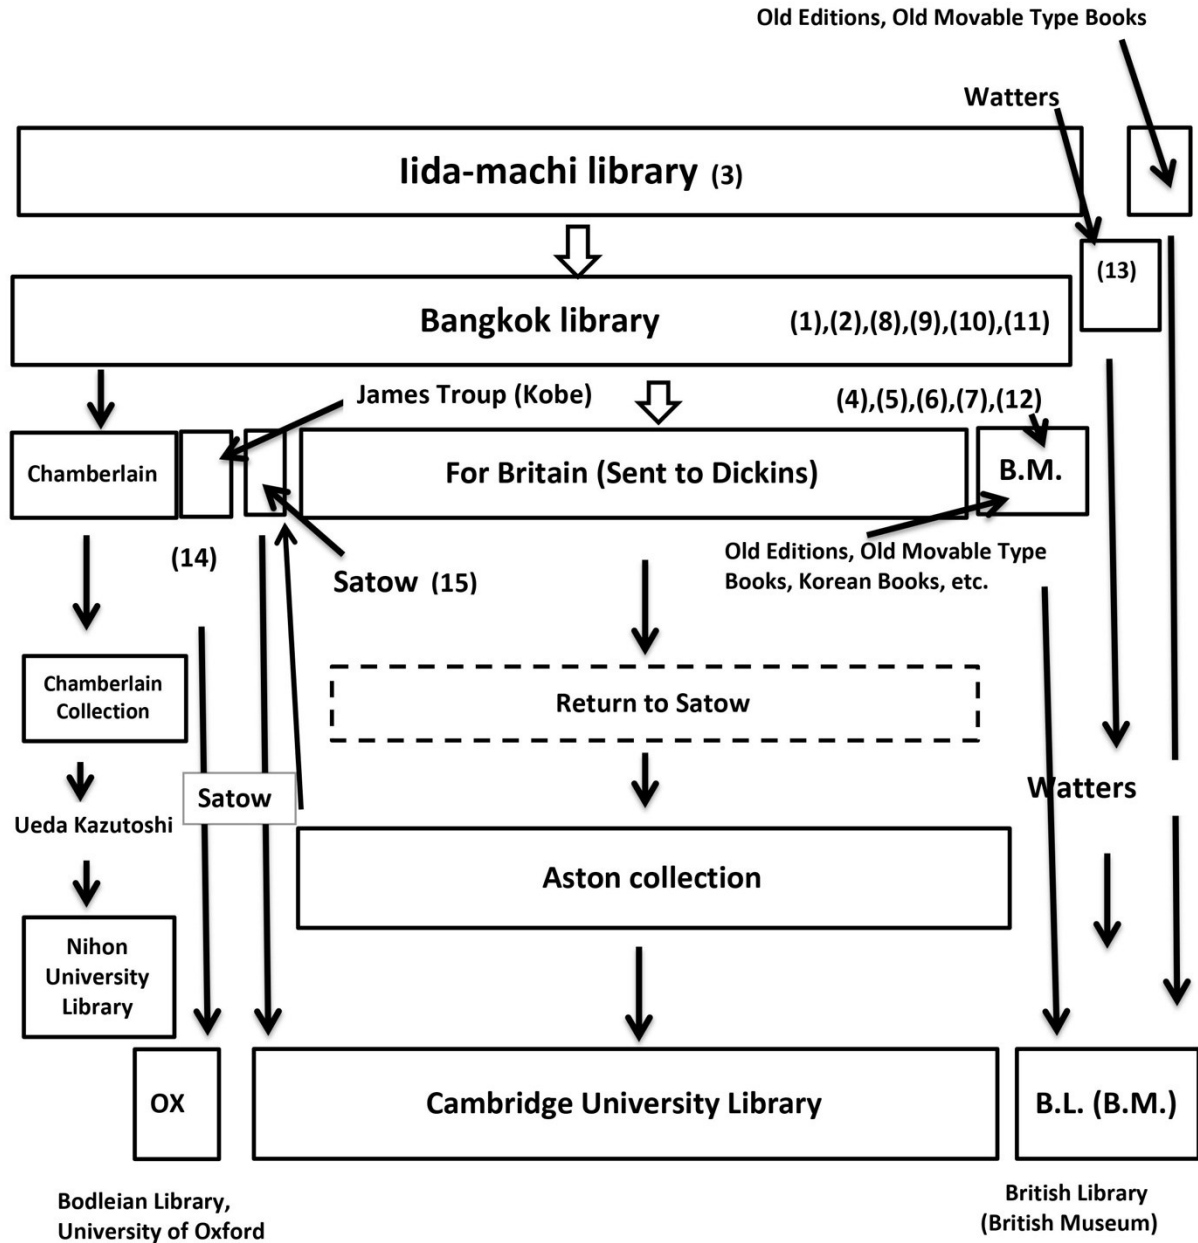 Old Editions, Old Movable Type Books
Watters
Iida-machi library (3)
(13)
Bangkok library (1),(2),(8),(9),(10),(11)
James Troup (Kobe)
(4),(5),(6),(7),(12)
Chamberlain
For Britain (Sent to Dickins)
B.M.
(14)
Satow (15)
Old Editions, Old Movable Type
Books, Korean Books, etc.
Chamberlain
Collection
Return to Satow
Satow
Watters
Ueda Kazutoshi
Aston collection
Nihon
University
Library
OX
Cambridge University Library
B.L. (B.M.)
Bodleian Library,
University of Oxford
British Library
(British Museum)